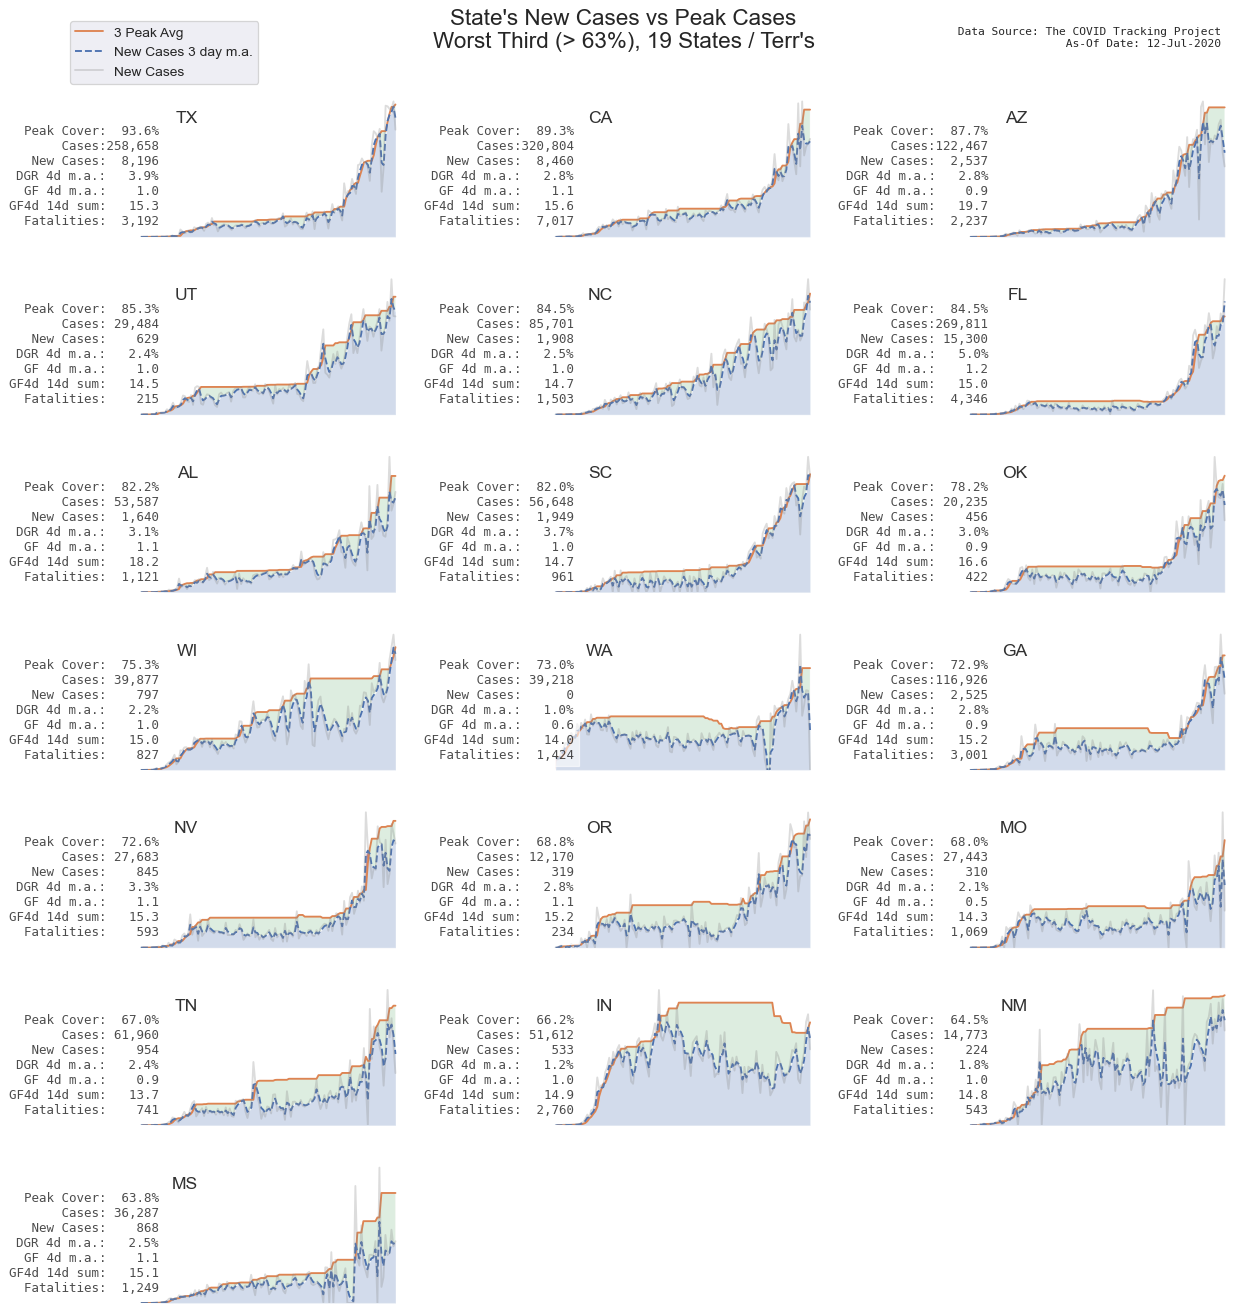 State's New Cases vs Peak Cases
Worst Third (> 63%), 19 States / Terr's
3 Peak Avg
New Cases 3 day m.a.
New Cases
Data Source: The COVID Tracking Project
As-Of Date: 12-Jul-2020
TX
Peak Cover: 93.6%
Cases:258,658
New Cases: 8,196
DGR 4d m.a.: 3.9%
GF 4d m.a.: 1.0
GF4d 14d sum: 15.3
Fatalities: 3,192
CA
Peak Cover: 89.3%
Cases:320,804
New Cases: 8,460
DGR 4d m.a.: 2.8%
GF 4d m.a.: 1.1
GF4d 14d sum: 15.6
Fatalities: 7,017
AZ
Peak Cover: 87.7%
Cases:122,467
New Cases: 2,537
DGR 4d m.a.: 2.8%
GF 4d m.a.: 0.9
GF4d 14d sum: 19.7
Fatalities: 2,237
UT
Peak Cover: 85.3%
Cases: 29,484
New Cases: 629
DGR 4d m.a.: 2.4%
GF 4d m.a.: 1.0
GF4d 14d sum: 14.5
Fatalities: 215
NC
Peak Cover: 84.5%
Cases: 85,701
New Cases: 1,908
DGR 4d m.a.: 2.5%
GF 4d m.a.: 1.0
GF4d 14d sum: 14.7
Fatalities: 1,503
FL
Peak Cover: 84.5%
Cases:269,811
New Cases: 15,300
DGR 4d m.a.: 5.0%
GF 4d m.a.: 1.2
GF4d 14d sum: 15.0
Fatalities: 4,346
AL
Peak Cover: 82.2%
Cases: 53,587
New Cases: 1,640
DGR 4d m.a.: 3.1%
GF 4d m.a.: 1.1
GF4d 14d sum: 18.2
Fatalities: 1,121
SC
Peak Cover: 82.0%
Cases: 56,648
New Cases: 1,949
DGR 4d m.a.: 3.7%
GF 4d m.a.: 1.0
GF4d 14d sum: 14.7
Fatalities: 961
OK
Peak Cover: 78.2%
Cases: 20,235
New Cases: 456
DGR 4d m.a.: 3.0%
GF 4d m.a.: 0.9
GF4d 14d sum: 16.6
Fatalities: 422
WI
Peak Cover: 75.3%
Cases: 39,877
New Cases: 797
DGR 4d m.a.: 2.2%
GF 4d m.a.: 1.0
GF4d 14d sum: 15.0
Fatalities: 827
WA
Peak Cover: 73.0%
Cases: 39,218
New Cases: 0
DGR 4d m.a.: 1.0%
GF 4d m.a.: 0.6
GF4d 14d sum: 14.0
Fatalities: 1,424
GA
Peak Cover: 72.9%
Cases:116,926
New Cases: 2,525
DGR 4d m.a.: 2.8%
GF 4d m.a.: 0.9
GF4d 14d sum: 15.2
Fatalities: 3,001
NV
Peak Cover: 72.6%
Cases: 27,683
New Cases: 845
DGR 4d m.a.: 3.3%
GF 4d m.a.: 1.1
GF4d 14d sum: 15.3
Fatalities: 593
OR
Peak Cover: 68.8%
Cases: 12,170
New Cases: 319
DGR 4d m.a.: 2.8%
GF 4d m.a.: 1.1
GF4d 14d sum: 15.2
Fatalities: 234
MO
Peak Cover: 68.0%
Cases: 27,443
New Cases: 310
DGR 4d m.a.: 2.1%
GF 4d m.a.: 0.5
GF4d 14d sum: 14.3
Fatalities: 1,069
TN
Peak Cover: 67.0%
Cases: 61,960
New Cases: 954
DGR 4d m.a.: 2.4%
GF 4d m.a.: 0.9
GF4d 14d sum: 13.7
Fatalities: 741
IN
Peak Cover: 66.2%
Cases: 51,612
New Cases: 533
DGR 4d m.a.: 1.2%
GF 4d m.a.: 1.0
GF4d 14d sum: 14.9
Fatalities: 2,760
NM
Peak Cover: 64.5%
Cases: 14,773
New Cases: 224
DGR 4d m.a.: 1.8%
GF 4d m.a.: 1.0
GF4d 14d sum: 14.8
Fatalities: 543
MS
Peak Cover: 63.8%
Cases: 36,287
New Cases: 868
DGR 4d m.a.: 2.5%
GF 4d m.a.: 1.1
GF4d 14d sum: 15.1
Fatalities: 1,249